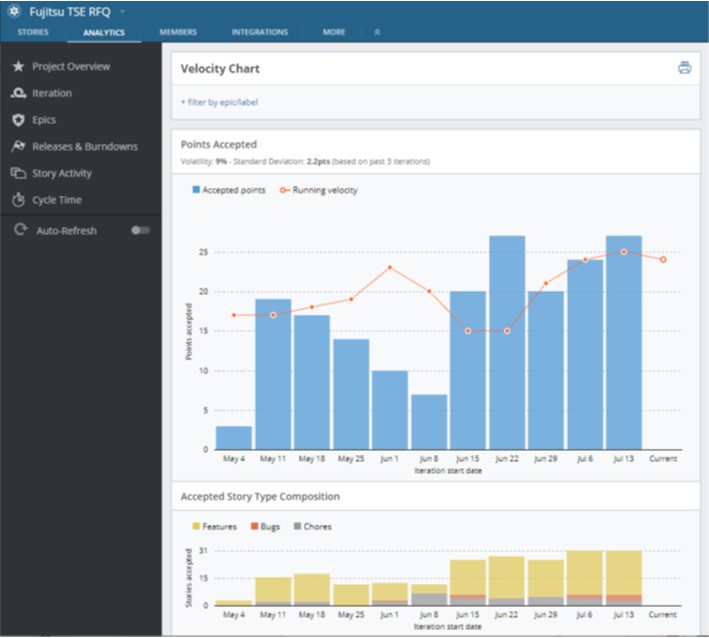 Fujitsu TSE RFQ
STORIES ANALYTICS MEMBERS INTEGRATIONS MORE
Project Overview
Iteration
Epics
Releases & Burndowns
Story Activity
Cycle Time
Auto-Refresh
Velocity Chart
+ filter by epic/label
Points Accepted
Volatility: 9% - Standard Deviation: 2.2pts (based on past 3 iterations)
Accepted points Running velocity
Points accepted
25
20
15
10
5
0
May 4 May 11 May 18 May 25 Jun 1 Jun 8 Jun 15 Jun 22 Jun 29 Jul 6 Jul 13 Current
Iteration start date
Accepted Story Type Composition
Features Bugs Chores
Stories accepted
31
15
0
May 4 May 11 May 18 May 25 Jun 1 Jun 8 Jun 15 Jun 22 Jun 29 Jul 6 Jul 13 Current
Iteration start date